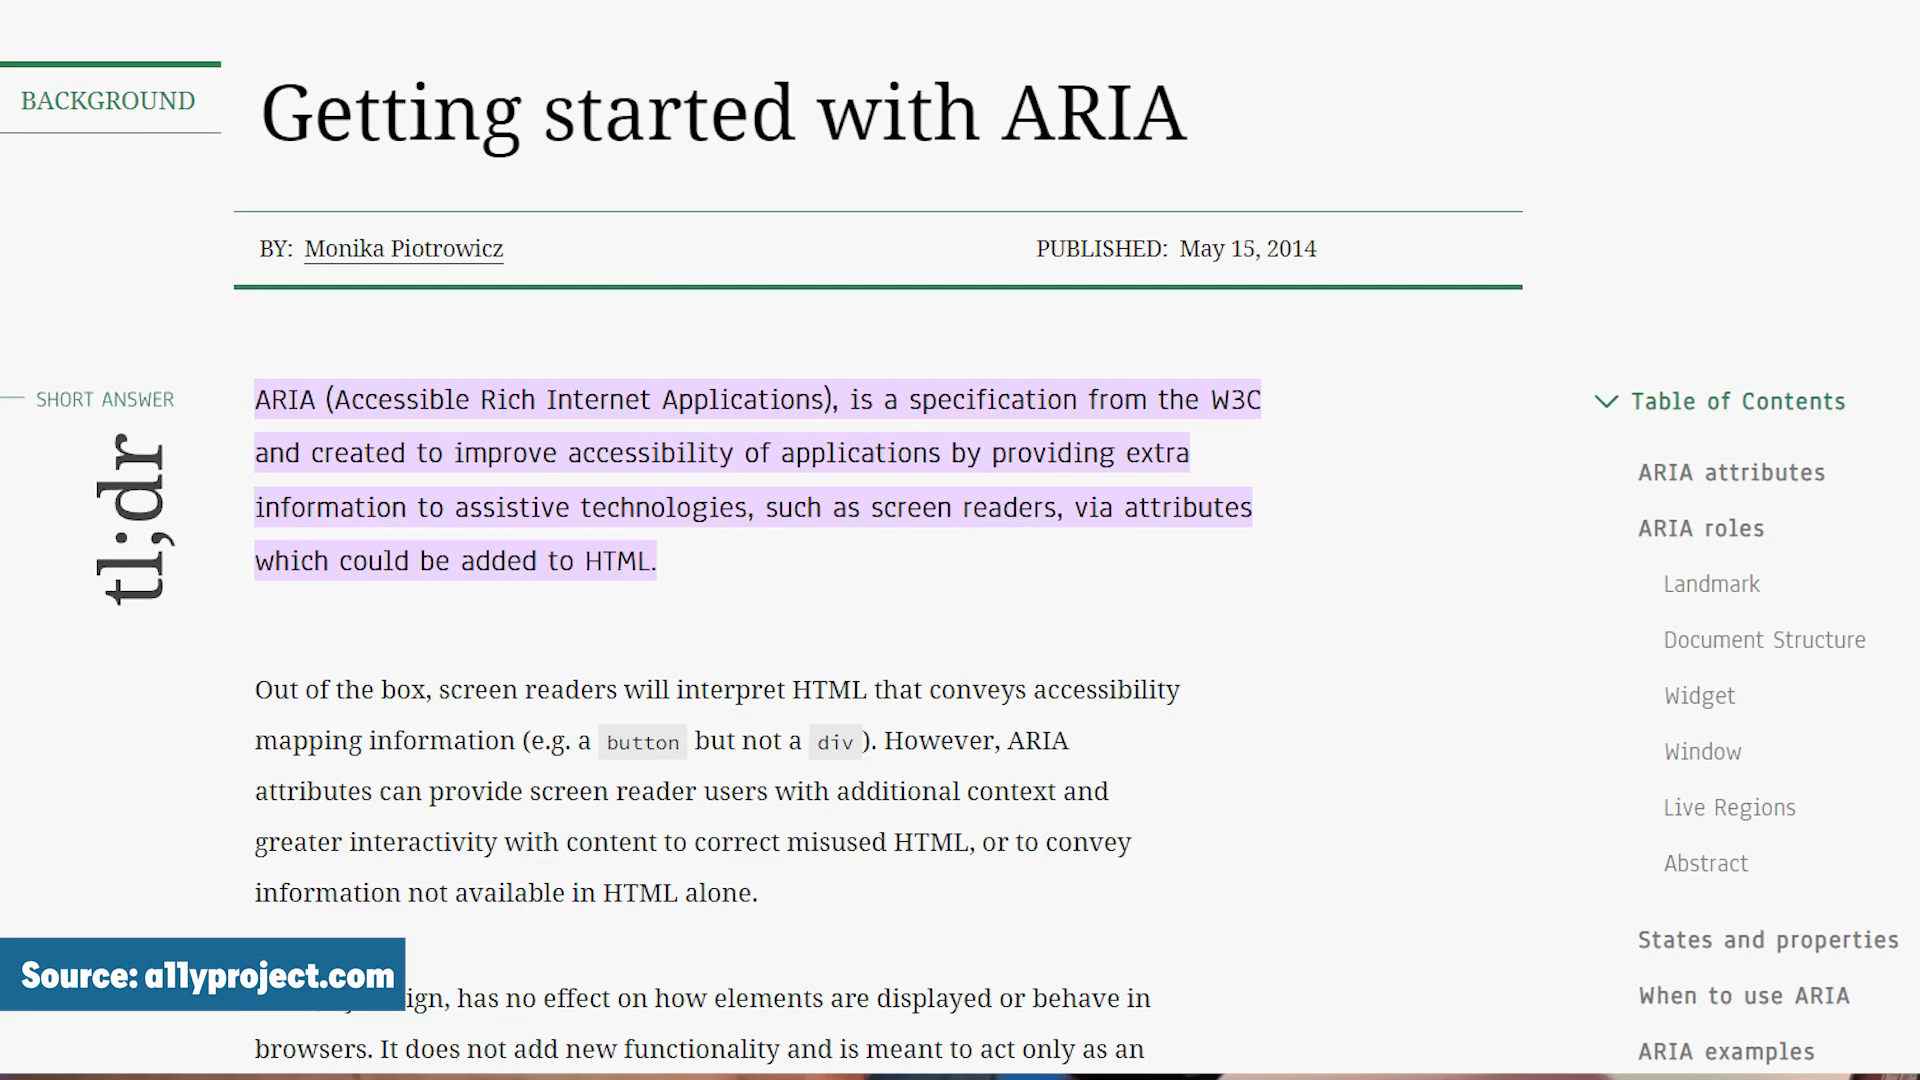 BACKGROUND
Getting started with ARIA
BY: Monika Piotrowicz
PUBLISHED: May 15, 2014
SHORT ANSWER
tl;dr
ARIA (Accessible Rich Internet Applications), is a specification from the W3C
and created to improve accessibility of applications by providing extra
information to assistive technologies, such as screen readers, via attributes
which could be added to HTML.
Out of the box, screen readers will interpret HTML that conveys accessibility
mapping information (e.g. a button but not a div). However, ARIA
attributes can provide screen reader users with additional context and
greater interactivity with content to correct misused HTML, or to convey
information not available in HTML alone.
ign, has no effect on how elements are displayed or behave in
browsers. It does not add new functionality and is meant to act only as an
Source: a11yproject.com
Table of Contents
ARIA attributes
ARIA roles
Landmark
Document Structure
Widget
Window
Live Regions
Abstract
States and properties
When to use ARIA
ARIA examples